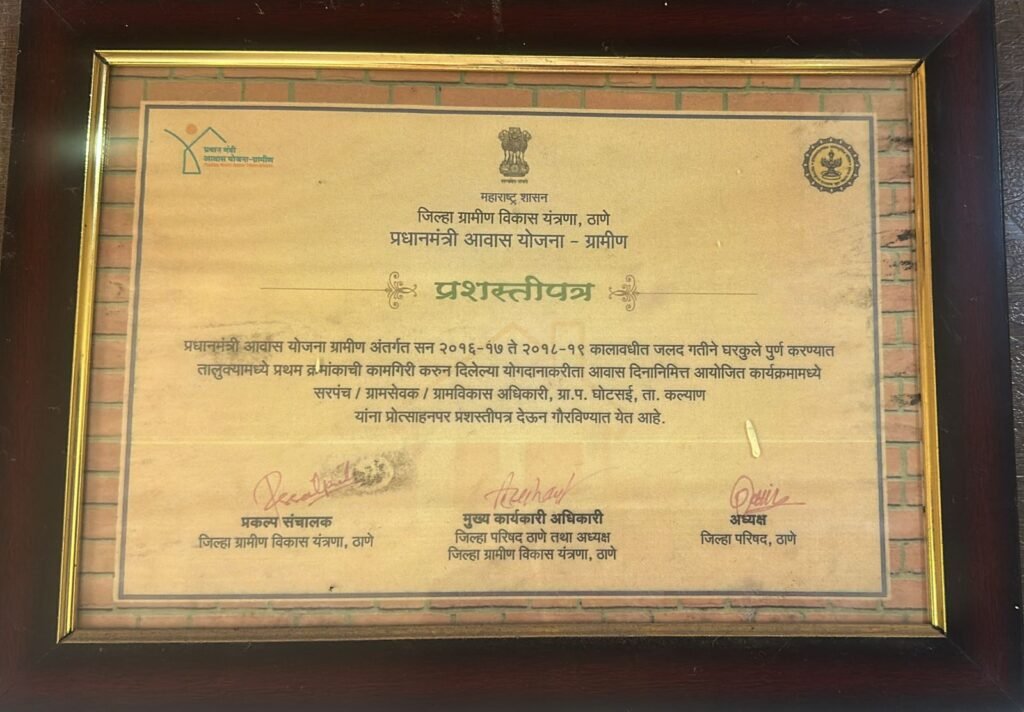 प्रधान मंत्री
आवास योजना-ग्रामीण
महाराष्ट्र शासन
जिल्हा ग्रामीण विकास यंत्रणा, ठाणे
प्रधानमंत्री आवास योजना - ग्रामीण
प्रशस्तीपत्र
प्रधानमंत्री आवास योजना ग्रामीण अंतर्गत सन २०१६-१७ ते २०१८-१९ कालावधीत जलद गतीने घरकुले पुर्ण करण्यात
तालुक्यामध्ये प्रथम क्रमांकाची कामगिरी करुन दिलेल्या योगदानाकरीता आवास दिनानिमित्त आयोजित कार्यक्रमामध्ये
सरपंच / ग्रामसेवक / ग्रामविकास अधिकारी, ग्रा.प. घोटसई, ता. कल्याण
यांना प्रोत्साहनपर प्रशस्तीपत्र देऊन गौरविण्यात येत आहे.
प्रकल्प संचालक
जिल्हा ग्रामीण विकास यंत्रणा, ठाणे
मुख्य कार्यकारी अधिकारी
जिल्हा परिषद ठाणे तथा अध्यक्ष
जिल्हा ग्रामीण विकास यंत्रणा, ठाणे
अध्यक्ष
जिल्हा परिषद, ठाणे